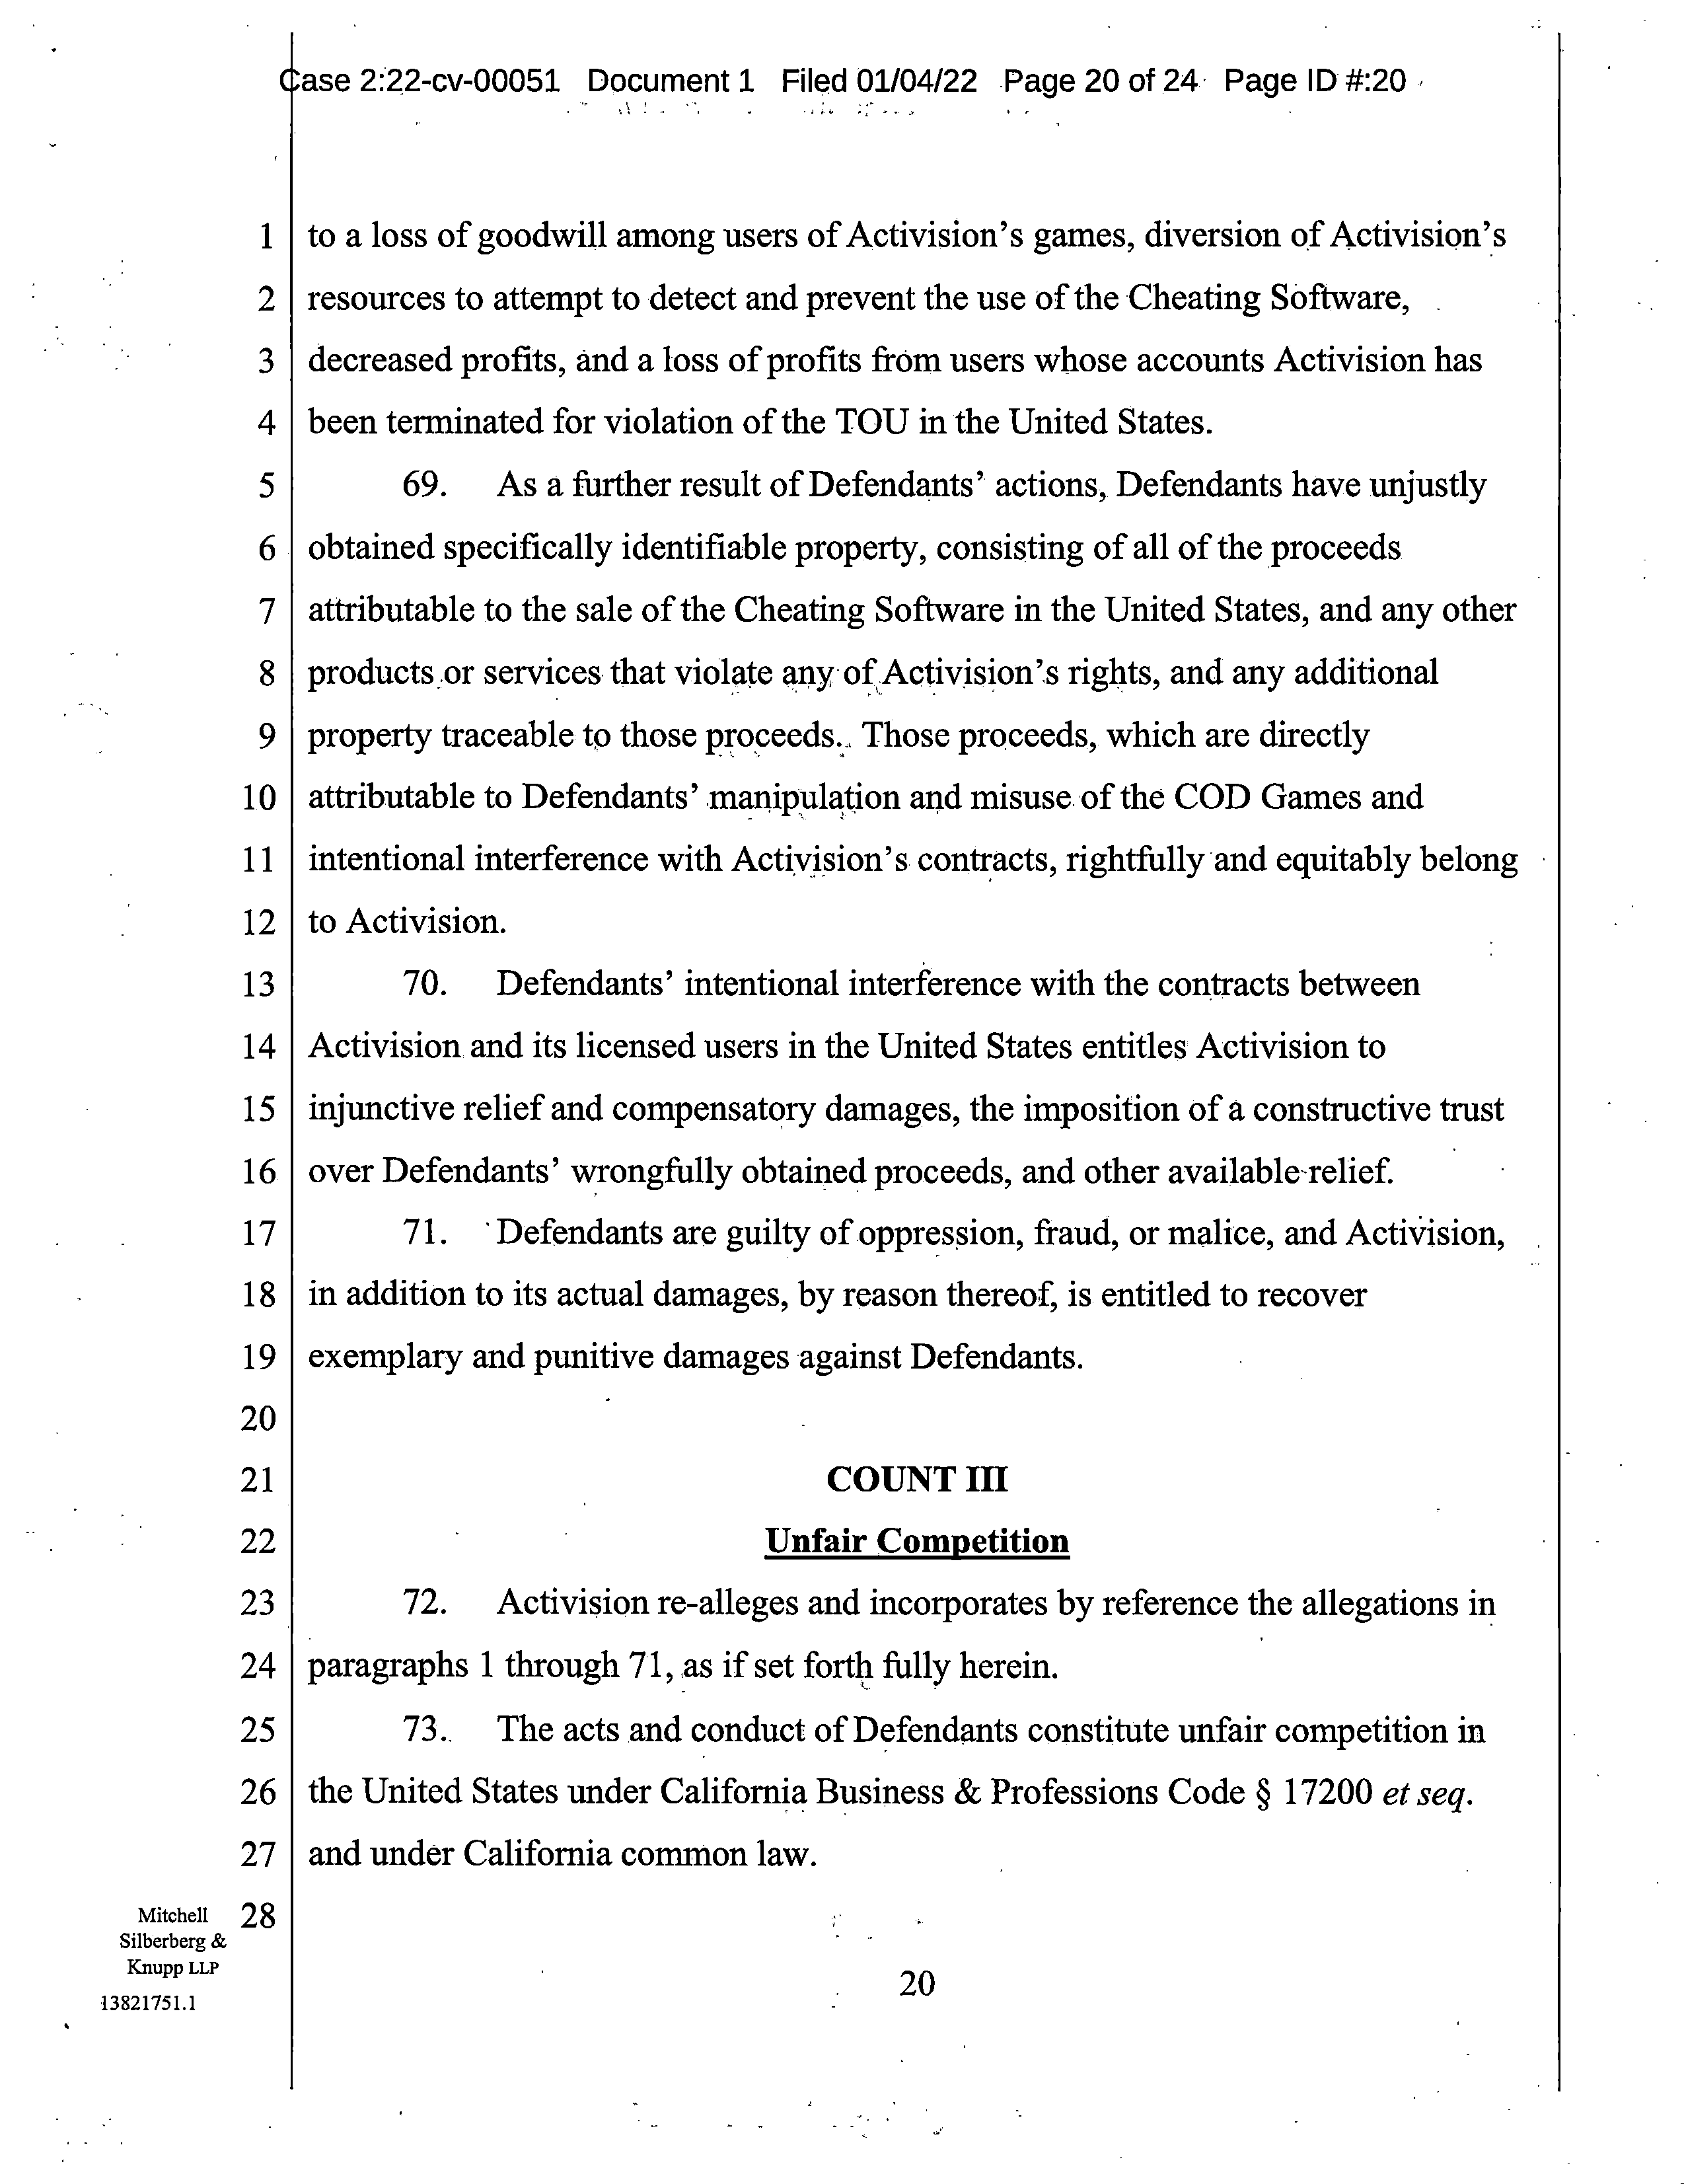 Case 2:22-cv-00051 Document 1 Filed 01/04/22 Page 20 of 24 Page ID #:20
1 to a loss of goodwill among users of Activision's games, diversion of Activision's
2 resources to attempt to detect and prevent the use of the Cheating Software,
3 decreased profits, and a loss of profits from users whose accounts Activision has
4 been terminated for violation of the TOU in the United States.
5 69. As a further result of Defendants' actions, Defendants have unjustly
6 obtained specifically identifiable property, consisting of all of the proceeds
7 attributable to the sale of the Cheating Software in the United States, and any other
8 products or services that violate any of Activision's rights, and any additional
9 property traceable to those proceeds. Those proceeds, which are directly
10 attributable to Defendants' manipulation and misuse of the COD Games and
11 intentional interference with Activision's contracts, rightfully and equitably belong
12 to Activision.
13 70. Defendants' intentional interference with the contracts between
14 Activision and its licensed users in the United States entitles Activision to
15 injunctive relief and compensatory damages, the imposition of a constructive trust
16 over Defendants' wrongfully obtained proceeds, and other available relief.
17 71. Defendants are guilty of oppression, fraud, or malice, and Activision,
18 in addition to its actual damages, by reason thereof, is entitled to recover
19 exemplary and punitive damages against Defendants.
20
21 COUNT III
22 Unfair Competition
23 72. Activision re-alleges and incorporates by reference the allegations in
24 paragraphs 1 through 71, as if set forth fully herein.
25 73. The acts and conduct of Defendants constitute unfair competition in
26 the United States under California Business & Professions Code § 17200 et seq.
27 and under California common law.
28
Mitchell
Silberberg &
Knupp LLP
13821751.1
20